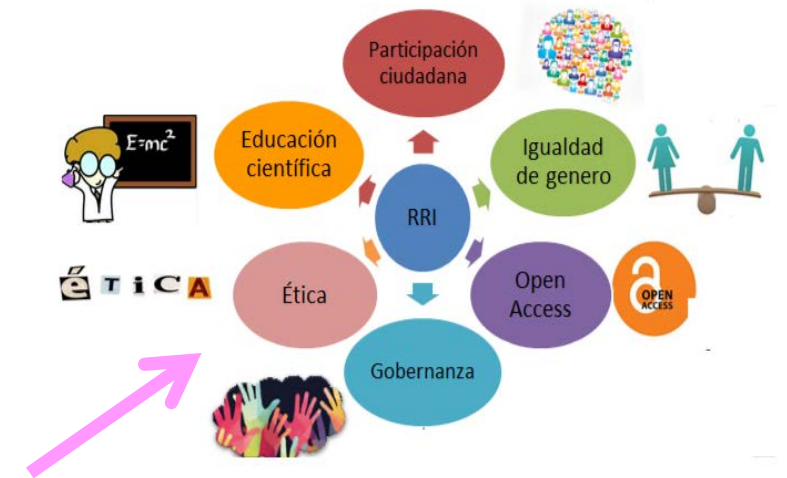 Participación
ciudadana
Educación
científica
E=mc²
Igualdad
de genero
RRI
éTiCA
Ética
Open
Access
OPEN
ACCESS
Gobernanza